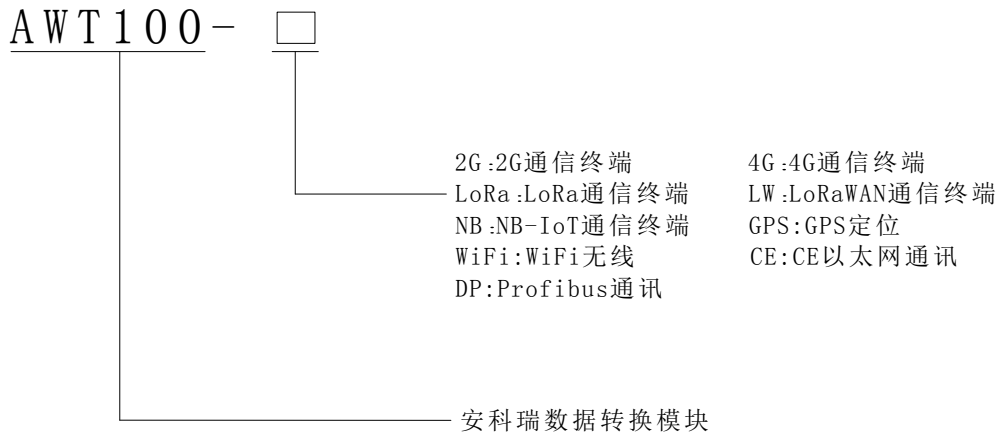 AWT100-□
2G:2G通信终端 4G:4G通信终端
LoRa:LoRa通信终端 LW:LoRaWAN通信终端
NB:NB-IoT通信终端 GPS:GPS定位
WiFi:WiFi无线 CE:CE以太网通讯
DP:Profibus通讯
安科瑞数据转换模块